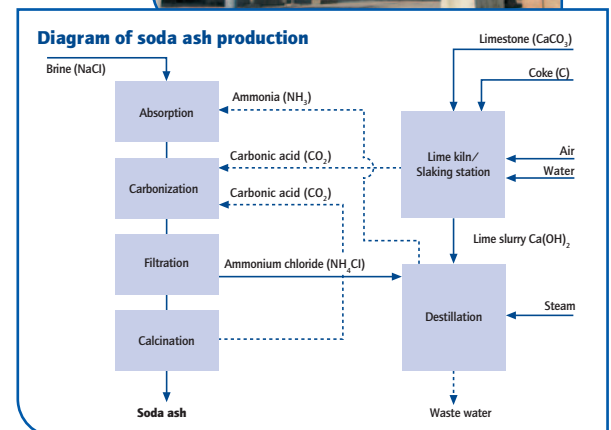 Diagram of soda ash production
Brine (NaCl)
Limestone (CaCO₃)
Coke (C)
Ammonia (NH₃)
Absorption
Air
Water
Carbonic acid (CO₂)
Lime kiln/
Slaking station
Carbonization
Carbonic acid (CO₂)
Lime slurry Ca(OH)₂
Filtration
Ammonium chloride (NH₄Cl)
Steam
Destillation
Calcination
Soda ash
Waste water